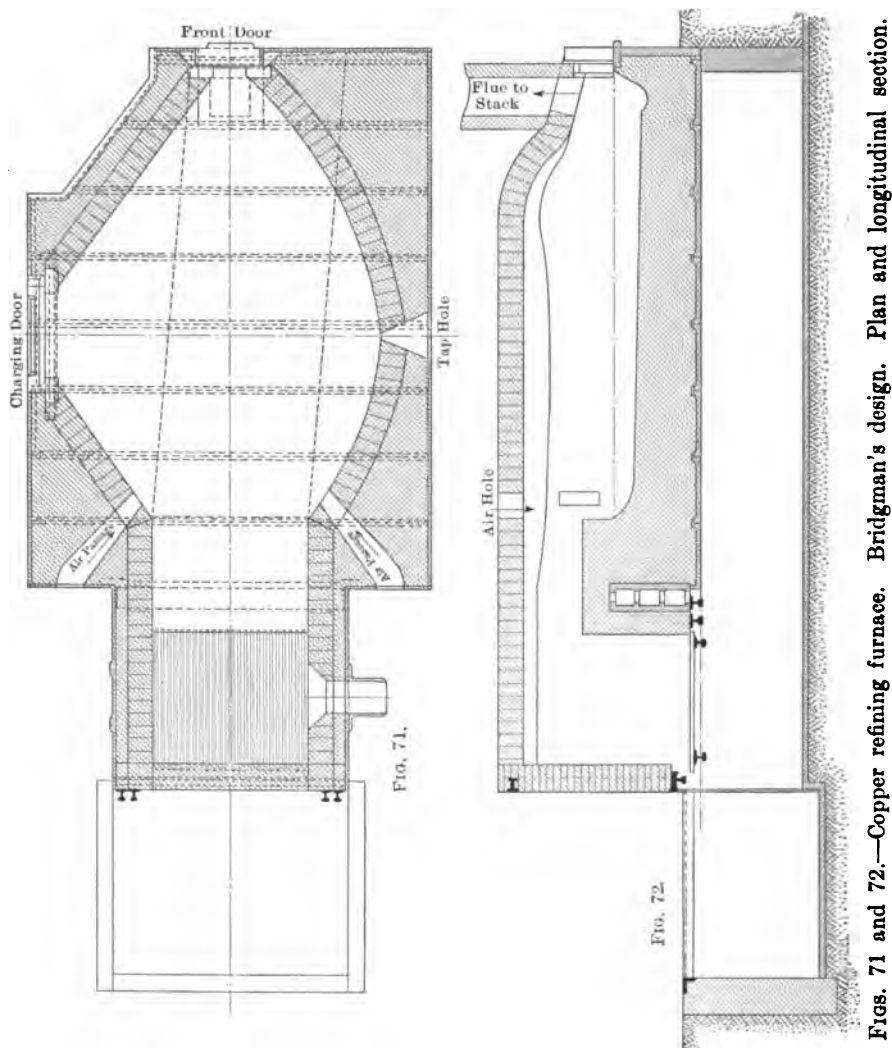 Front Door
Charging Door
Tap Hole
Air Passage
Air Passage
FIG. 71.
Flue to
Stack
Air Hole
FIG. 72.
FIGS. 71 and 72.—Copper refining furnace. Bridgman's design. Plan and longitudinal section.